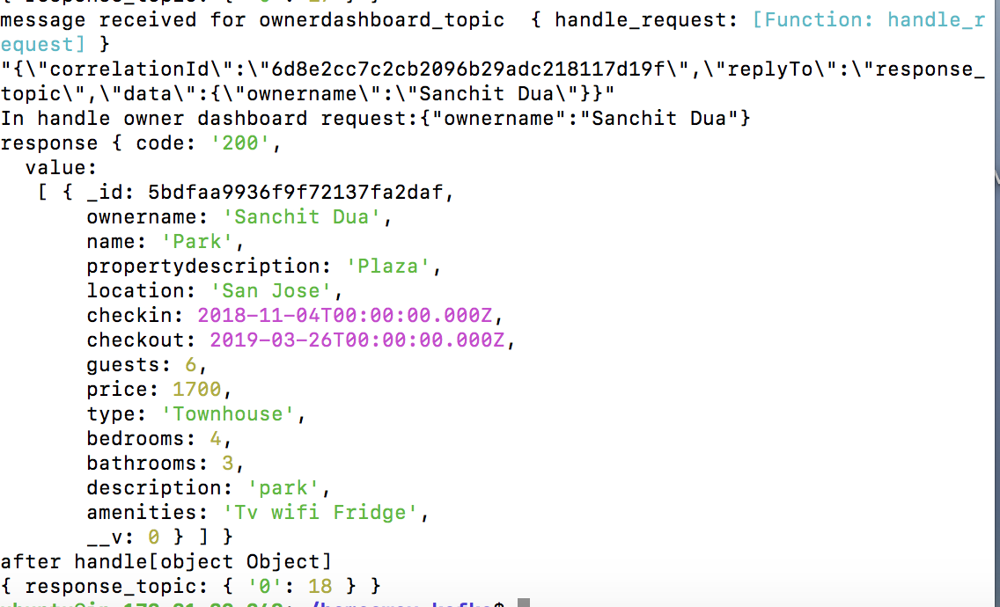 message received for ownerdashboard_topic  { handle_request: [Function: handle_r
equest] }
"{\"correlationId\":\"6d8e2cc7c2cb2096b29adc218117d19f\",\"replyTo\":\"response_
topic\",\"data\":{\"ownername\":\"Sanchit Dua\"}}"
In handle owner dashboard request:{"ownername":"Sanchit Dua"}
response { code: '200',
  value:
   [ { _id: 5bdfaa9936f9f72137fa2daf,
       ownername: 'Sanchit Dua',
       name: 'Park',
       propertydescription: 'Plaza',
       location: 'San Jose',
       checkin: 2018-11-04T00:00:00.000Z,
       checkout: 2019-03-26T00:00:00.000Z,
       guests: 6,
       price: 1700,
       type: 'Townhouse',
       bedrooms: 4,
       bathrooms: 3,
       description: 'park',
       amenities: 'Tv wifi Fridge',
       __v: 0 } ] }
after handle[object Object]
{ response_topic: { '0': 18 } }